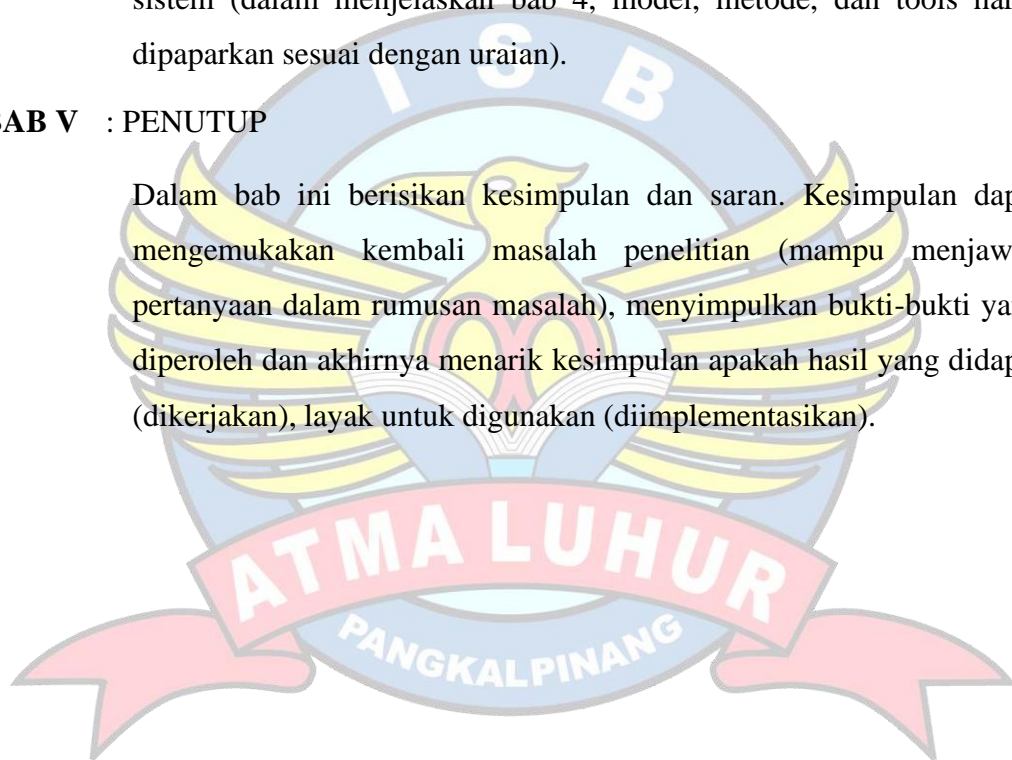 sistem (dalam menjelaskan bab 4, model, metode, dan tools
dipaparkan sesuai dengan uraian).
I S B
BAB V : PENUTUP
Dalam bab ini berisikan kesimpulan dan saran. Kesimpulan dap
mengemukakan kembali masalah penelitian (mampu menjaw
pertanyaan dalam rumusan masalah), menyimpulkan bukti-bukti ya
diperoleh dan akhirnya menarik kesimpulan apakah hasil yang didap
(dikerjakan), layak untuk digunakan (diimplementasikan).
ATMA LUHUR
PANGKALPINANG